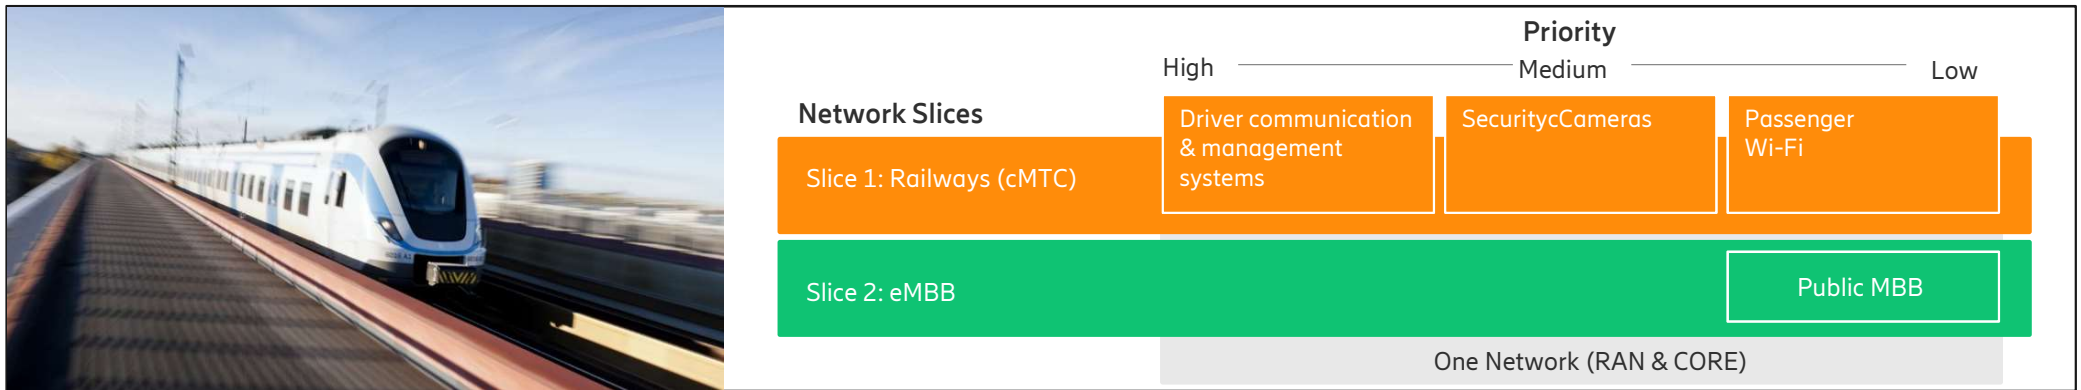 Priority
High
Medium
Low
Network Slices
Driver communication
& management
systems
SecuritycCameras
Passenger
Wi-Fi
Slice 1: Railways (cMTC)
Slice 2: eMBB
Public MBB
One Network (RAN & CORE)